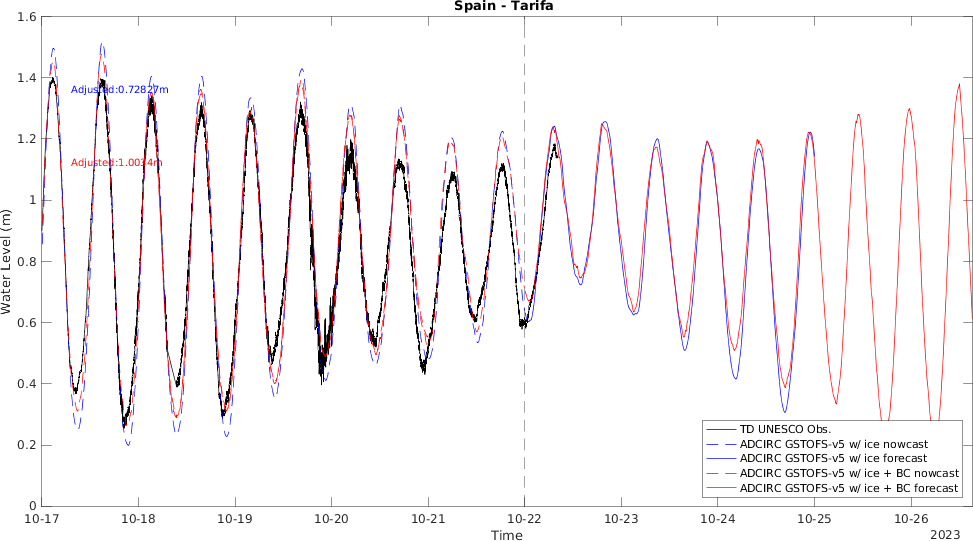 Spain - Tarifa
1.6
1.4
1.2
1
0.8
0.6
0.4
0.2
0
Water Level (m)
Adjusted:0.72827m
Adjusted:1.0034m
TD UNESCO Obs.
ADCIRC GSTOFS-v5 w/ ice nowcast
ADCIRC GSTOFS-v5 w/ ice forecast
ADCIRC GSTOFS-v5 w/ ice + BC nowcast
ADCIRC GSTOFS-v5 w/ ice + BC forecast
10-17 10-18 10-19 10-20 10-21 10-22 10-23 10-24 10-25 10-26
Time
2023